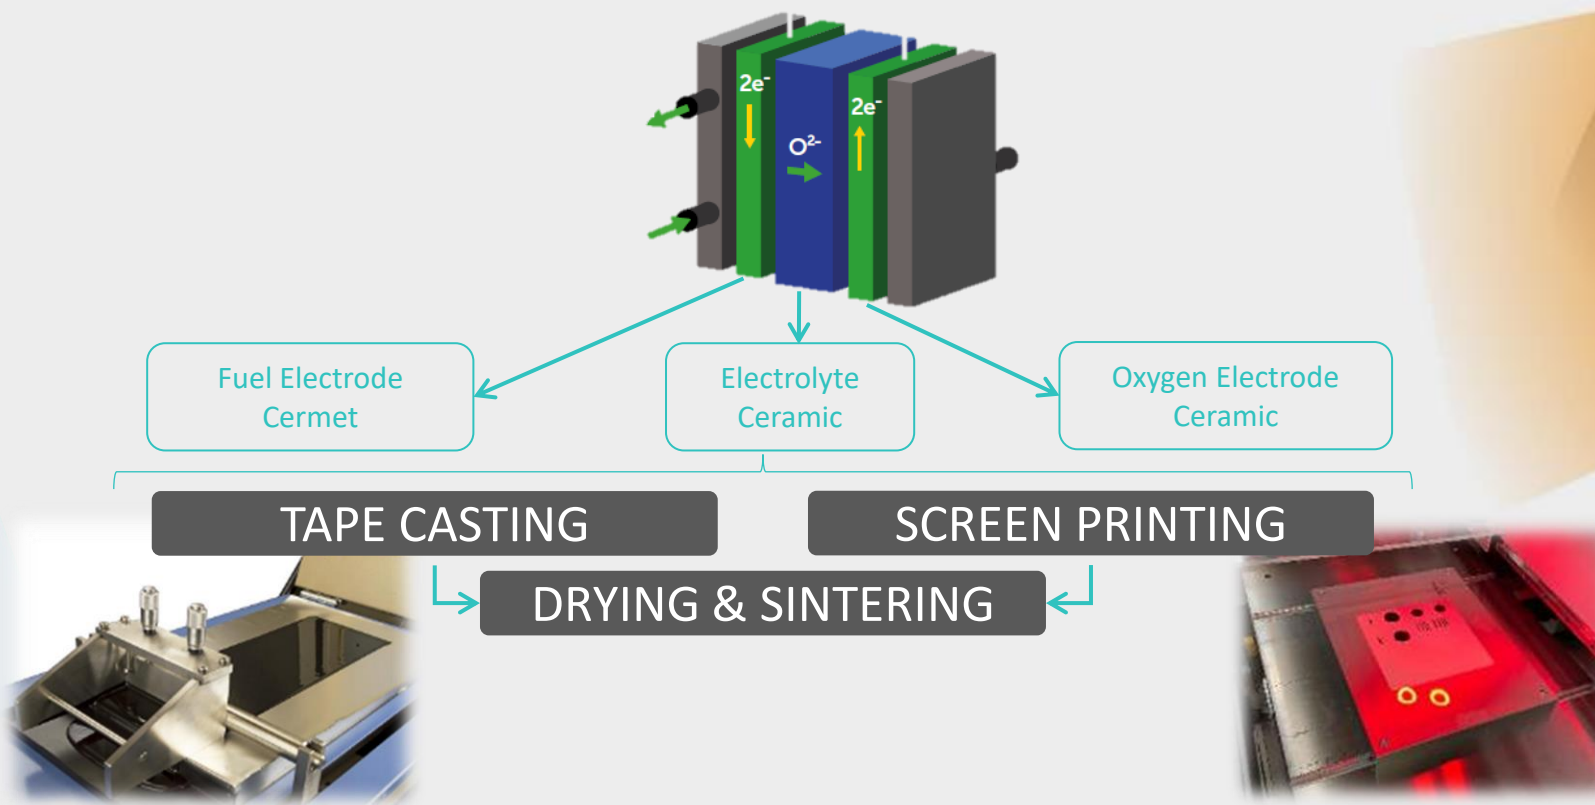 2e⁻
2e⁻
O²⁻
Fuel Electrode
Cermet
Electrolyte
Ceramic
Oxygen Electrode
Ceramic
TAPE CASTING
SCREEN PRINTING
DRYING & SINTERING